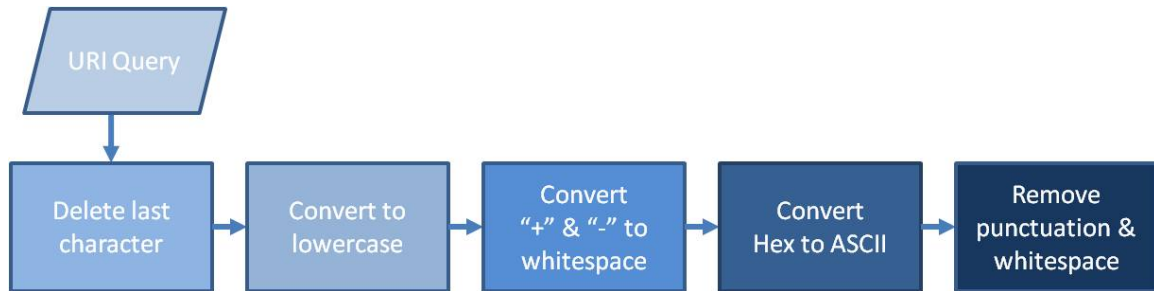 URI Query
Delete last
character
Convert to
lowercase
Convert
“+” & “-” to
whitespace
Convert
Hex to ASCII
Remove
punctuation &
whitespace